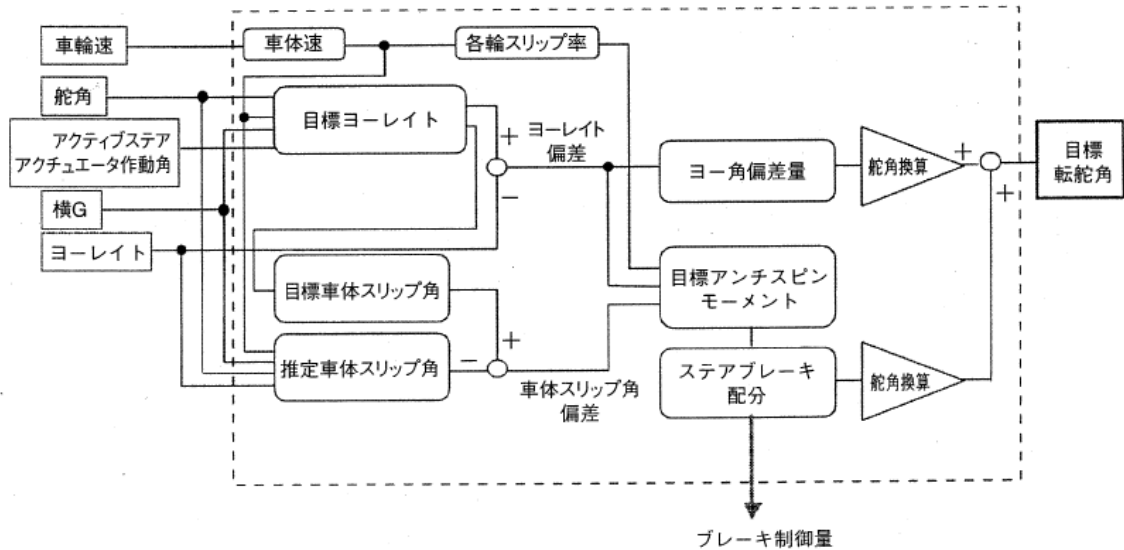 車輪速
車体速
各輪スリップ率
舵角
目標ヨーレイト
アクティブステア
アクチュエータ作動角
横G
ヨーレイト
+
ヨーレイト
偏差
−
ヨー角偏差量
舵角換算
+
+
目標
転舵角
目標車体スリップ角
推定車体スリップ角
+
−
車体スリップ角
偏差
目標アンチスピン
モーメント
ステアブレーキ
配分
舵角換算
ブレーキ制御量